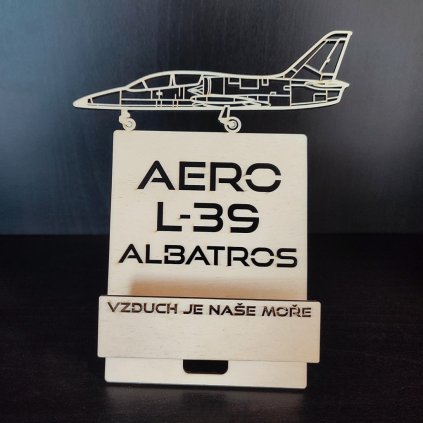 AERO
L-39
ALBATROS
VZDUCH JE NAŠE MOŘE